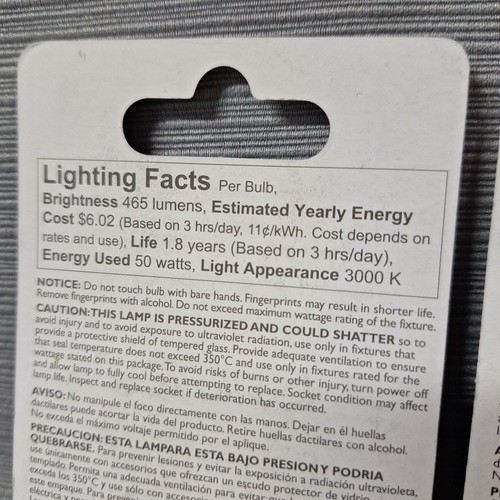 Lighting Facts Per Bulb,
Brightness 465 lumens, Estimated Yearly Energy
Cost $6.02 (Based on 3 hrs/day, 11¢/kWh. Cost depends on
rates and use), Life 1.8 years (Based on 3 hrs/day),
Energy Used 50 watts, Light Appearance 3000 K
NOTICE: Do not touch bulb with bare hands. Fingerprints may result in shorter life.
Remove fingerprints with alcohol. Do not exceed maximum wattage rating of the fixture.
CAUTION: THIS LAMP IS PRESSURIZED AND COULD SHATTER so to
avoid injury and to avoid exposure to ultraviolet radiation, use only in fixtures that
provide a protective shield of tempered glass. Provide adequate ventilation to ensure
that seal temperature does not exceed 350°C and use only in fixtures rated for the
wattage stated on this package. To avoid risks of burns or other injury, turn power off
and allow lamp to fully cool before attempting to replace. Socket condition may affect
lamp life. Inspect and replace socket if deterioration has occurred.
AVISO: No manipule el foco directamente con las manos. Dejar en él huellas
dactilares puede acortar la vida del producto. Retire huellas dactilares con alcohol.
No exceda el máximo voltaje permitido por el aplique.
PRECAUCION: ESTA LAMPARA ESTA BAJO PRESION Y PODRIA
QUEBRARSE. Para prevenir lesiones y evitar la exposición a radiación ultravioleta,
use únicamente con accesorios que ofrezcan un escudo protector de vidrio
templado. Permita una adecuada ventilación para evitar que
exceda los 350°C y use sólo con accesorios
este empaque. Para prevenir
eléctrica y